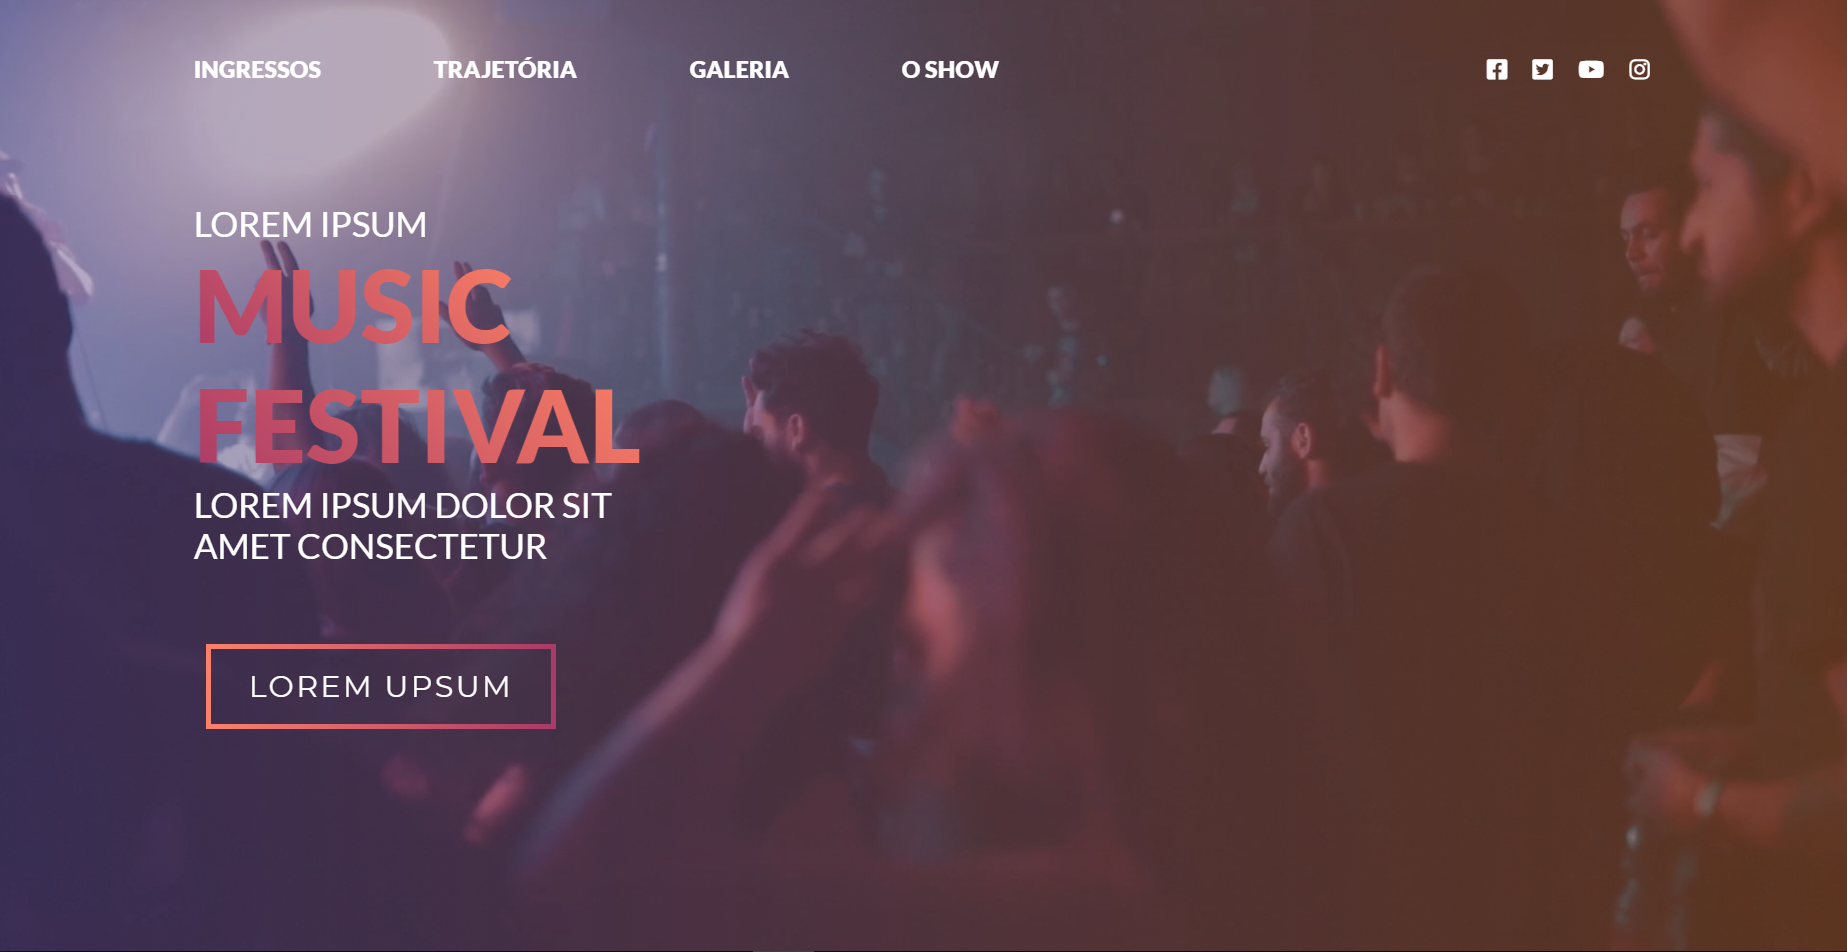 INGRESSOS TRAJETÓRIA GALERIA O SHOW
LOREM IPSUM
MUSIC
FESTIVAL
LOREM IPSUM DOLOR SIT
AMET CONSECTETUR
LOREM UPSUM